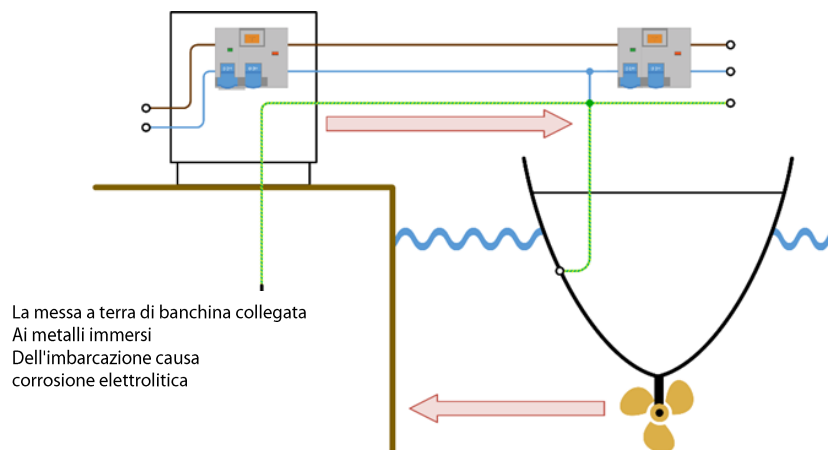 La messa a terra di banchina collegata
Ai metalli immersi
Dell'imbarcazione causa
corrosione elettrolitica